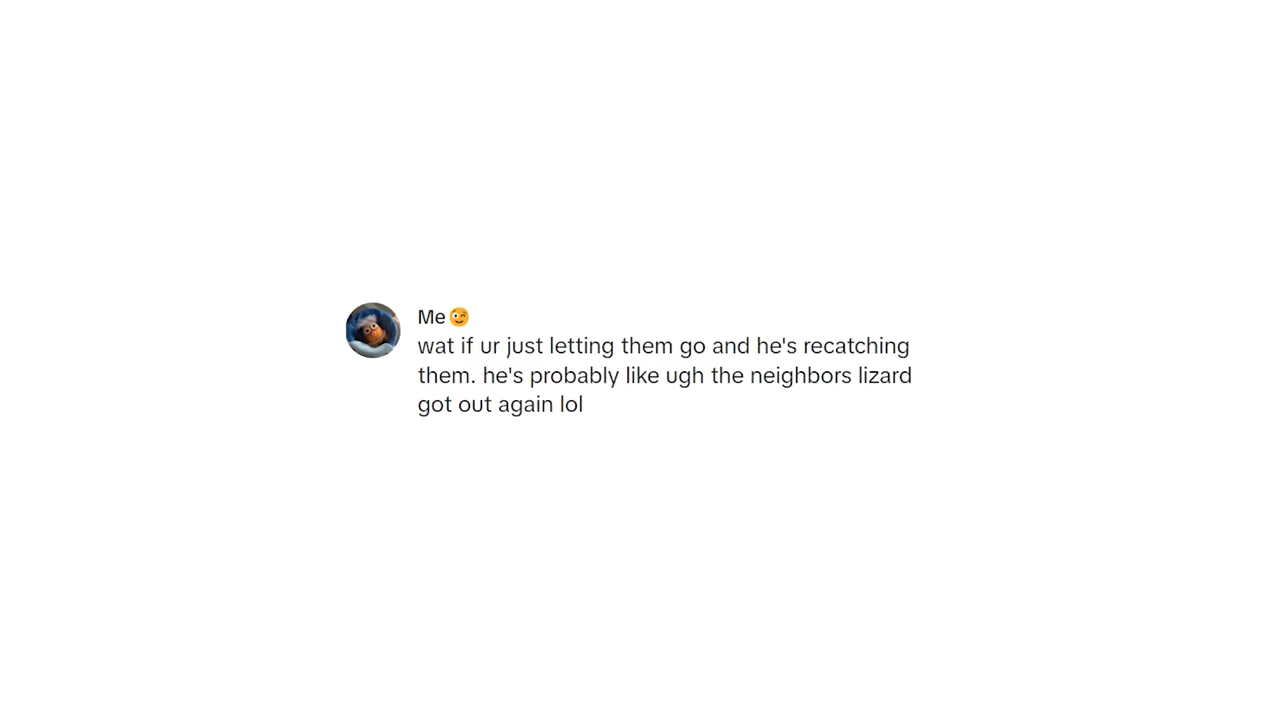 Me😉
wat if ur just letting them go and he's recatching
them. he's probably like ugh the neighbors lizard
got out again lol